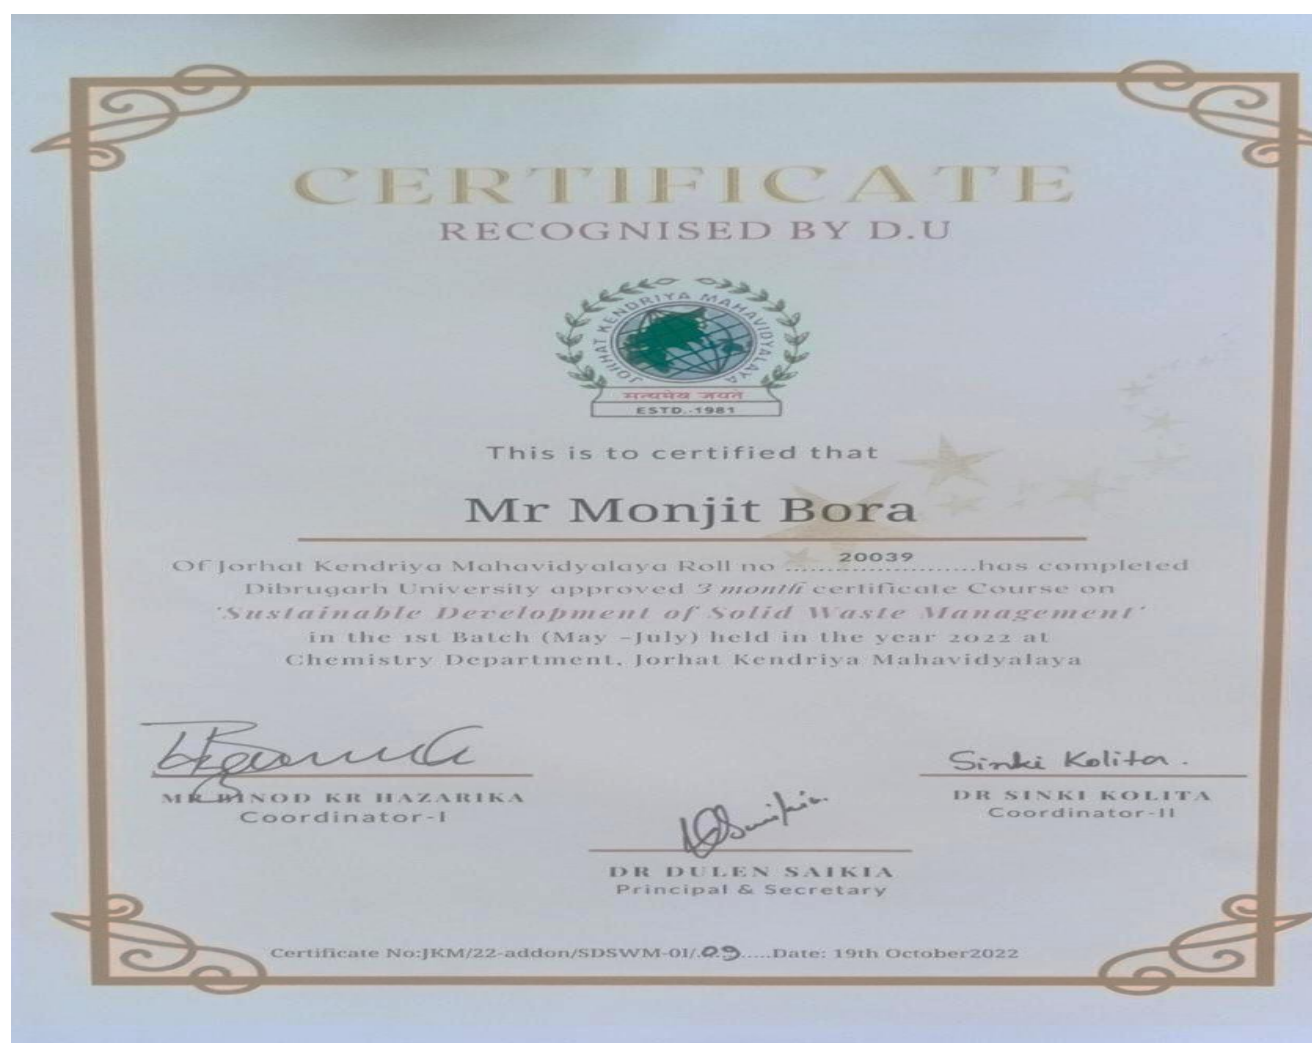 CERTIFICATE
RECOGNISED BY D.U
JORHAT KENDRIYA MAHAVIDYALAYA
सत्यमेव जयते
ESTD.-1981
This is to certified that
Mr Monjit Bora
Of Jorhat Kendriya Mahavidyalaya Roll no ......20039.........has completed
Dibrugarh University approved 3 month certificate Course on
'Sustainable Development of Solid Waste Management'
in the 1st Batch (May -July) held in the year 2022 at
Chemistry Department, Jorhat Kendriya Mahavidyalaya
Sinki Kolita.
MR BINOD KR HAZARIKA
Coordinator-I
DR SINKI KOLITA
Coordinator-II
DR DULEN SAIKIA
Principal & Secretary
Certificate No:JKM/22-addon/SDSWM-01/.09.....Date: 19th October2022